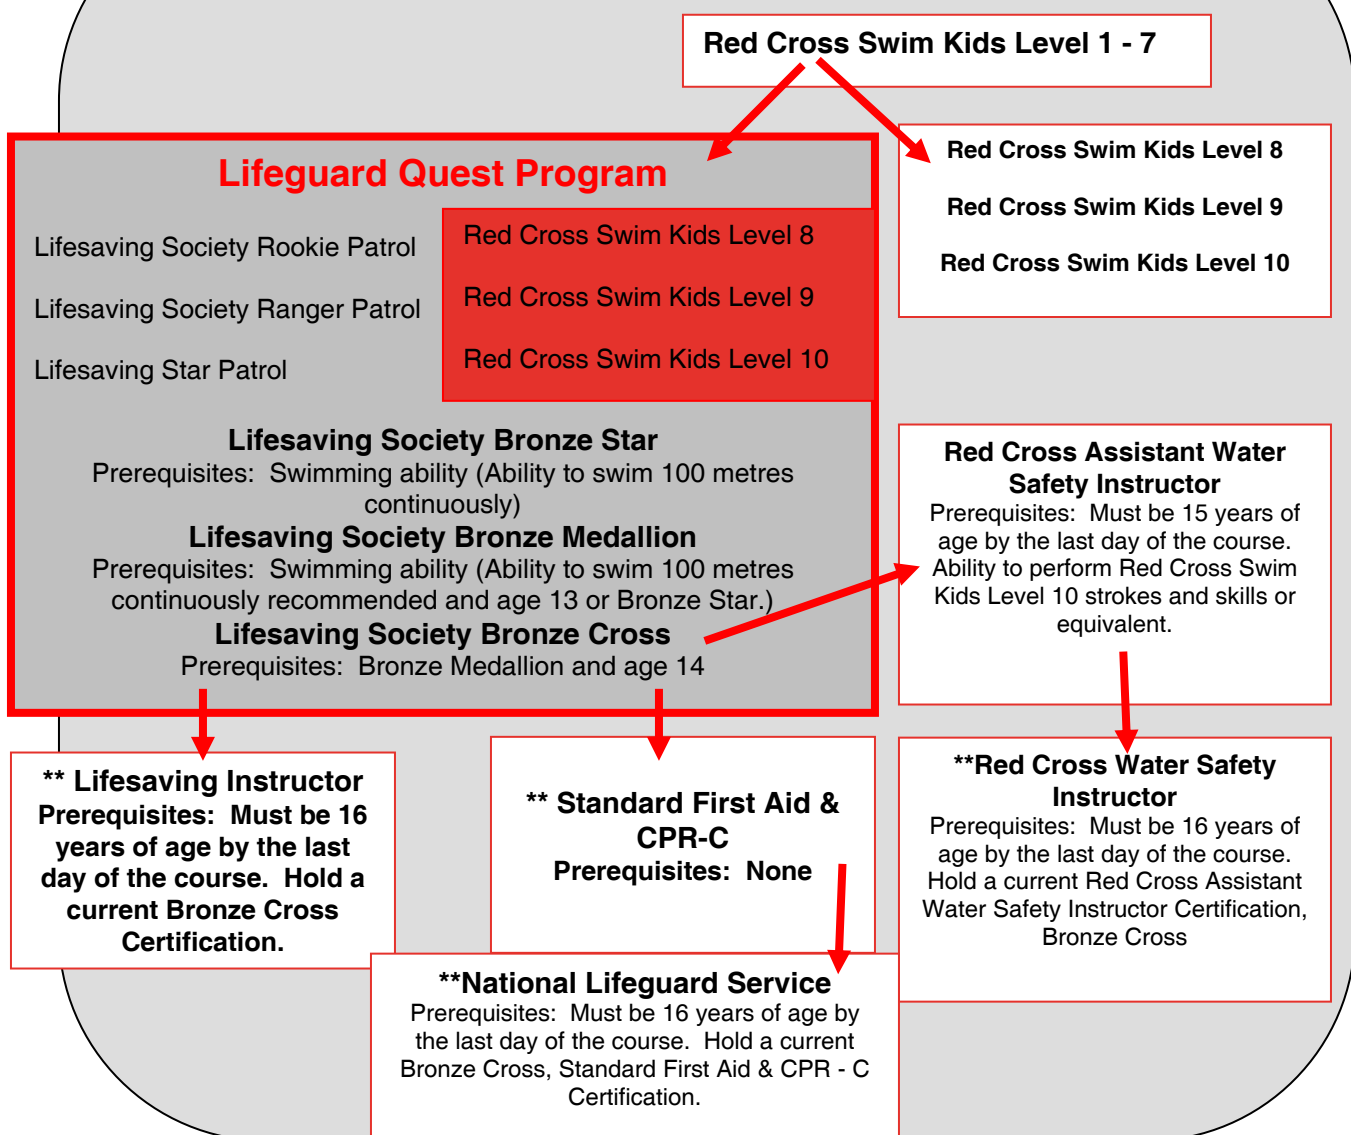 Red Cross Swim Kids Level 1 - 7
Red Cross Swim Kids Level 8
Red Cross Swim Kids Level 9
Red Cross Swim Kids Level 10
Lifeguard Quest Program
Lifesaving Society Rookie Patrol
Lifesaving Society Ranger Patrol
Lifesaving Star Patrol
Red Cross Swim Kids Level 8
Red Cross Swim Kids Level 9
Red Cross Swim Kids Level 10
Lifesaving Society Bronze Star
Prerequisites:  Swimming ability (Ability to swim 100 metres
continuously)
Lifesaving Society Bronze Medallion
Prerequisites:  Swimming ability (Ability to swim 100 metres
continuously recommended and age 13 or Bronze Star.)
Lifesaving Society Bronze Cross
Prerequisites:  Bronze Medallion and age 14
Red Cross Assistant Water
Safety Instructor
Prerequisites:  Must be 15 years of
age by the last day of the course.
Ability to perform Red Cross Swim
Kids Level 10 strokes and skills or
equivalent.
** Lifesaving Instructor
Prerequisites:  Must be 16
years of age by the last
day of the course.  Hold a
current Bronze Cross
Certification.
** Standard First Aid &
CPR-C
Prerequisites:  None
**Red Cross Water Safety
Instructor
Prerequisites:  Must be 16 years of
age by the last day of the course.
Hold a current Red Cross Assistant
Water Safety Instructor Certification,
Bronze Cross
**National Lifeguard Service
Prerequisites:  Must be 16 years of age by
the last day of the course.  Hold a current
Bronze Cross, Standard First Aid & CPR - C
Certification.